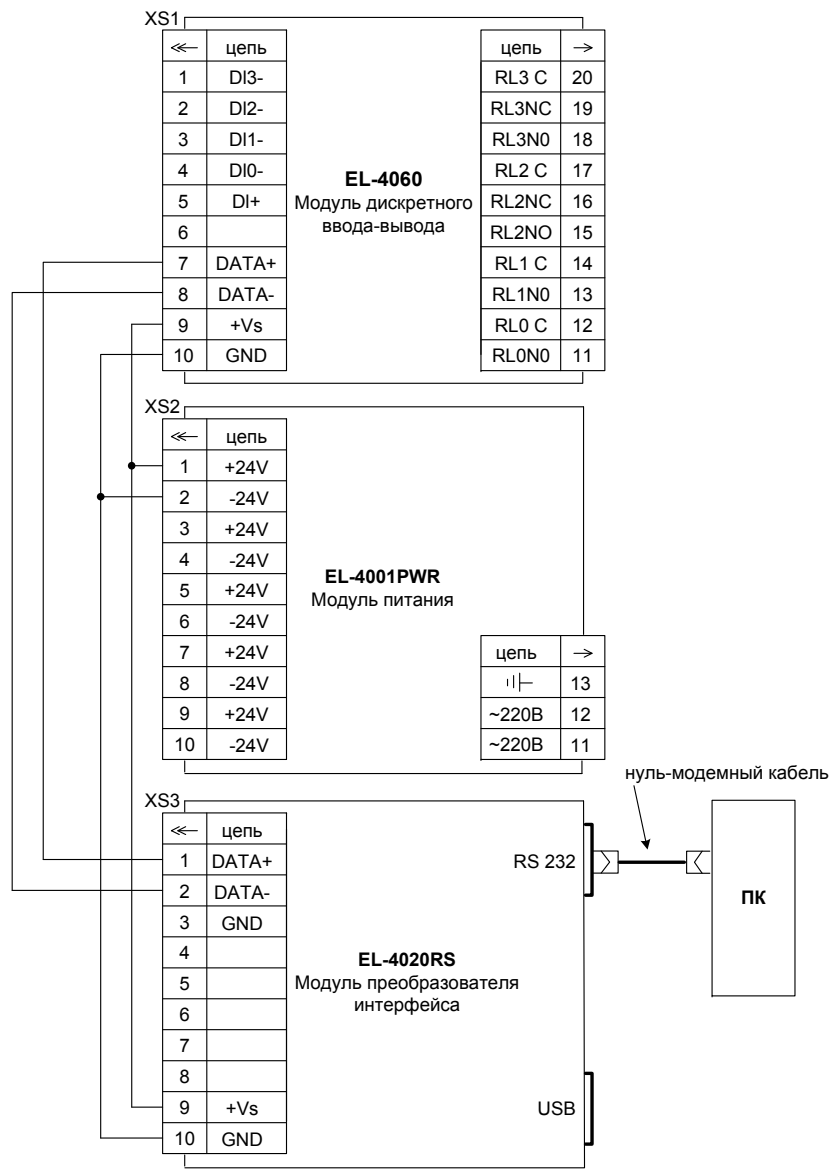 XS1
цепь цепь
1 DI3- RL3 C 20
2 DI2- RL3NC 19
3 DI1- RL3N0 18
4 DI0- RL2 C 17
5 DI+ RL2NC 16
6 RL2NO 15
7 DATA+ RL1 C 14
8 DATA- RL1N0 13
9 +Vs RL0 C 12
10 GND RL0N0 11
EL-4060
Модуль дискретного
ввода-вывода
XS2
цепь
1 +24V
2 -24V
3 +24V
4 -24V
5 +24V
6 -24V
7 +24V цепь
8 -24V 13
9 +24V ~220В 12
10 -24V ~220В 11
EL-4001PWR
Модуль питания
нуль-модемный кабель
XS3
цепь
1 DATA+ RS 232
2 DATA-
3 GND
4
5
6
7
8
9 +Vs USB
10 GND
EL-4020RS
Модуль преобразователя
интерфейса
ПК